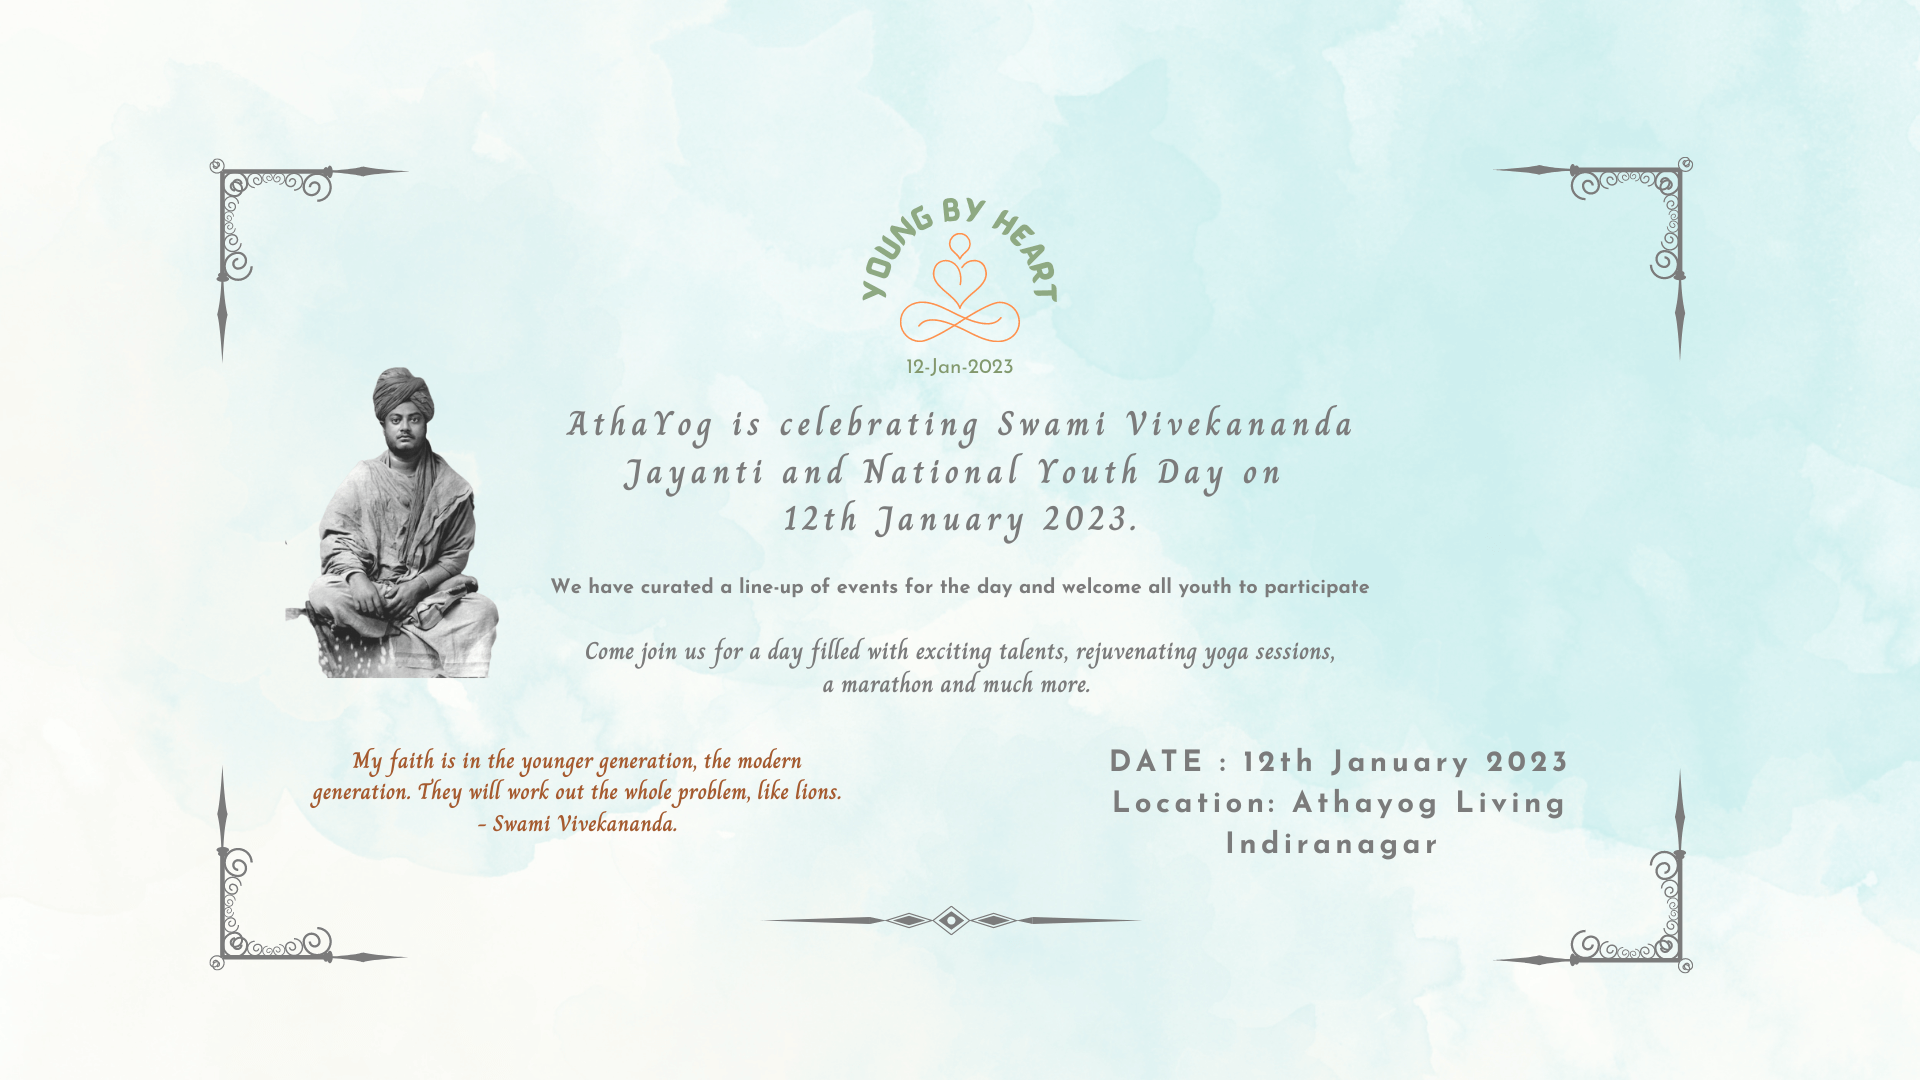 YOUNG BY HEART
12-Jan-2023
AthaYog is celebrating Swami Vivekananda
Jayanti and National Youth Day on
12th January 2023.
We have curated a line-up of events for the day and welcome all youth to participate
Come join us for a day filled with exciting talents, rejuvenating yoga sessions,
a marathon and much more.
My faith is in the younger generation, the modern
generation. They will work out the whole problem, like lions.
- Swami Vivekananda.
DATE : 12th January 2023
Location: Athayog Living
Indiranagar